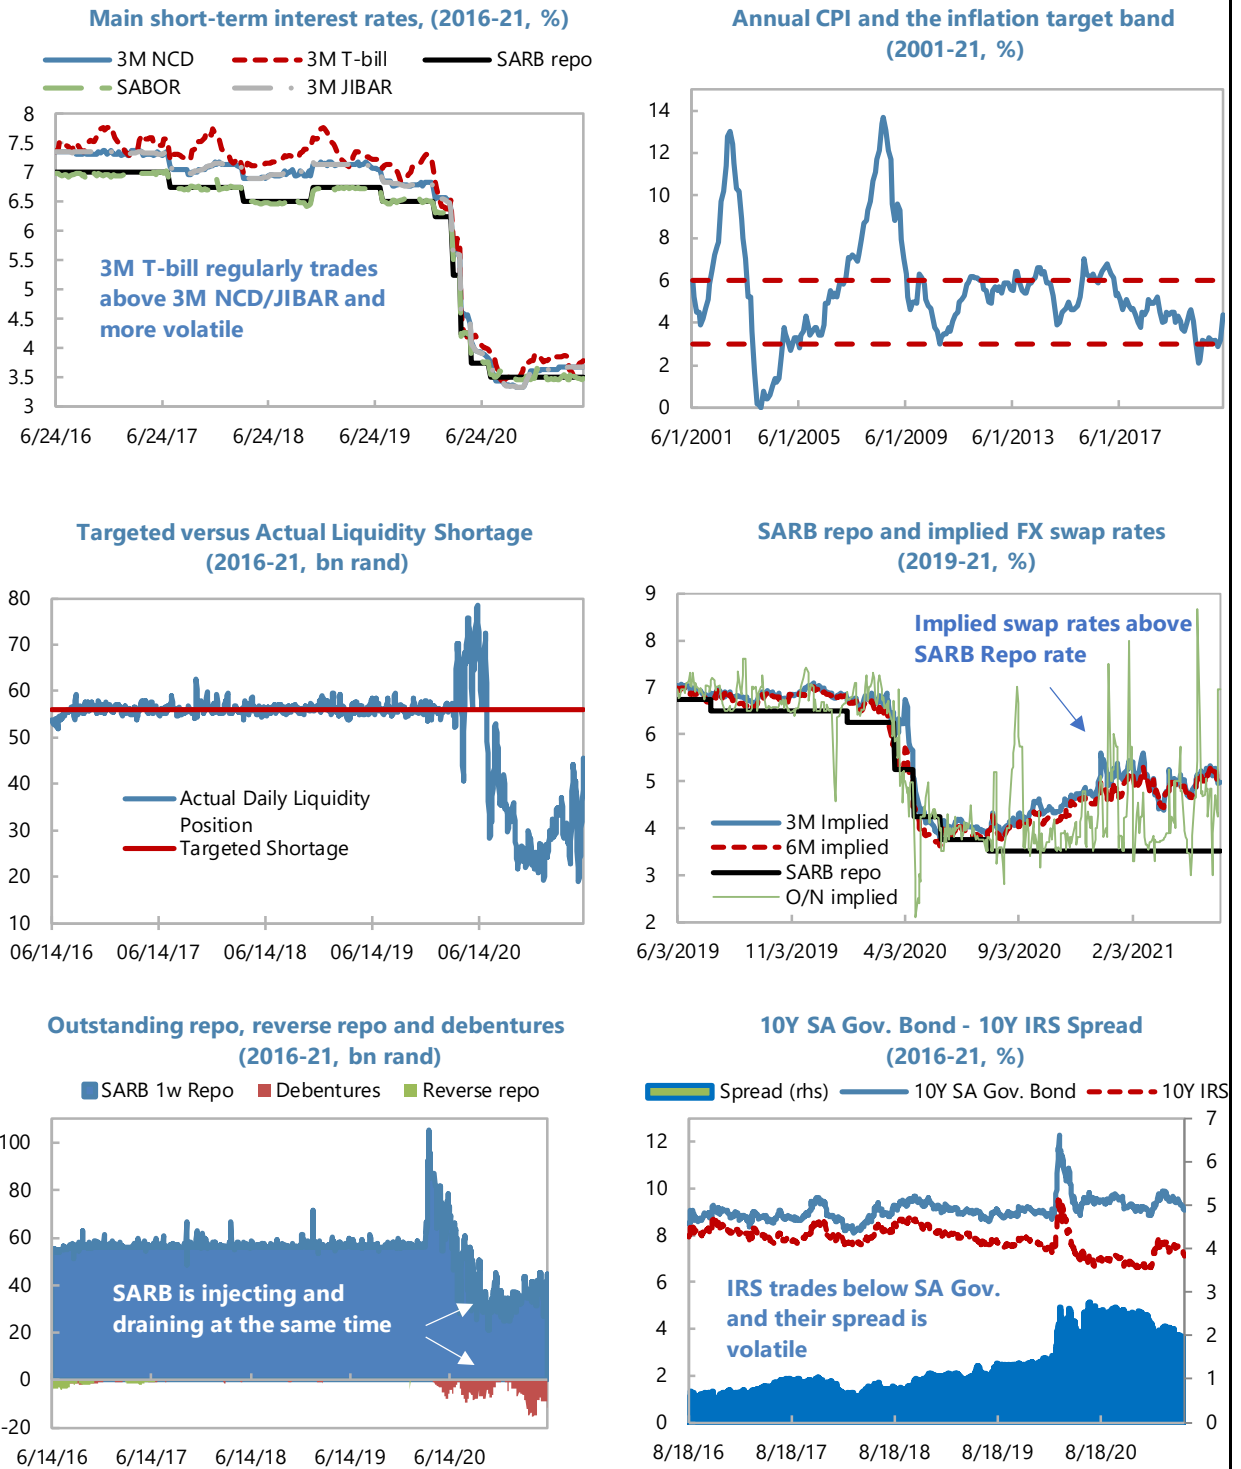 Main short-term interest rates, (2016-21, %)
3M NCD 3M T-bill SARB repo
SABOR 3M JIBAR
8
7.5
7
6.5
6
5.5
5
4.5
4
3.5
3
3M T-bill regularly trades
above 3M NCD/JIBAR and
more volatile
6/24/16 6/24/17 6/24/18 6/24/19 6/24/20
Annual CPI and the inflation target band
(2001-21, %)
14
12
10
8
6
4
2
0
6/1/2001 6/1/2005 6/1/2009 6/1/2013 6/1/2017
Targeted versus Actual Liquidity Shortage
(2016-21, bn rand)
80
70
60
50
40
30
20
10
Actual Daily Liquidity
Position
Targeted Shortage
06/14/16 06/14/17 06/14/18 06/14/19 06/14/20
SARB repo and implied FX swap rates
(2019-21, %)
9
8
7
6
5
4
3
2
Implied swap rates above
SARB Repo rate
3M Implied
6M implied
SARB repo
O/N implied
6/3/2019 11/3/2019 4/3/2020 9/3/2020 2/3/2021
Outstanding repo, reverse repo and debentures
(2016-21, bn rand)
SARB 1w Repo Debentures Reverse repo
100
80
60
40
20
0
-20
SARB is injecting and
draining at the same time
6/14/16 6/14/17 6/14/18 6/14/19 6/14/20
10Y SA Gov. Bond - 10Y IRS Spread
(2016-21, %)
Spread (rhs) 10Y SA Gov. Bond 10Y IRS
12
10
8
6
4
2
0
7
6
5
4
3
2
1
0
IRS trades below SA Gov.
and their spread is
volatile
8/18/16 8/18/17 8/18/18 8/18/19 8/18/20